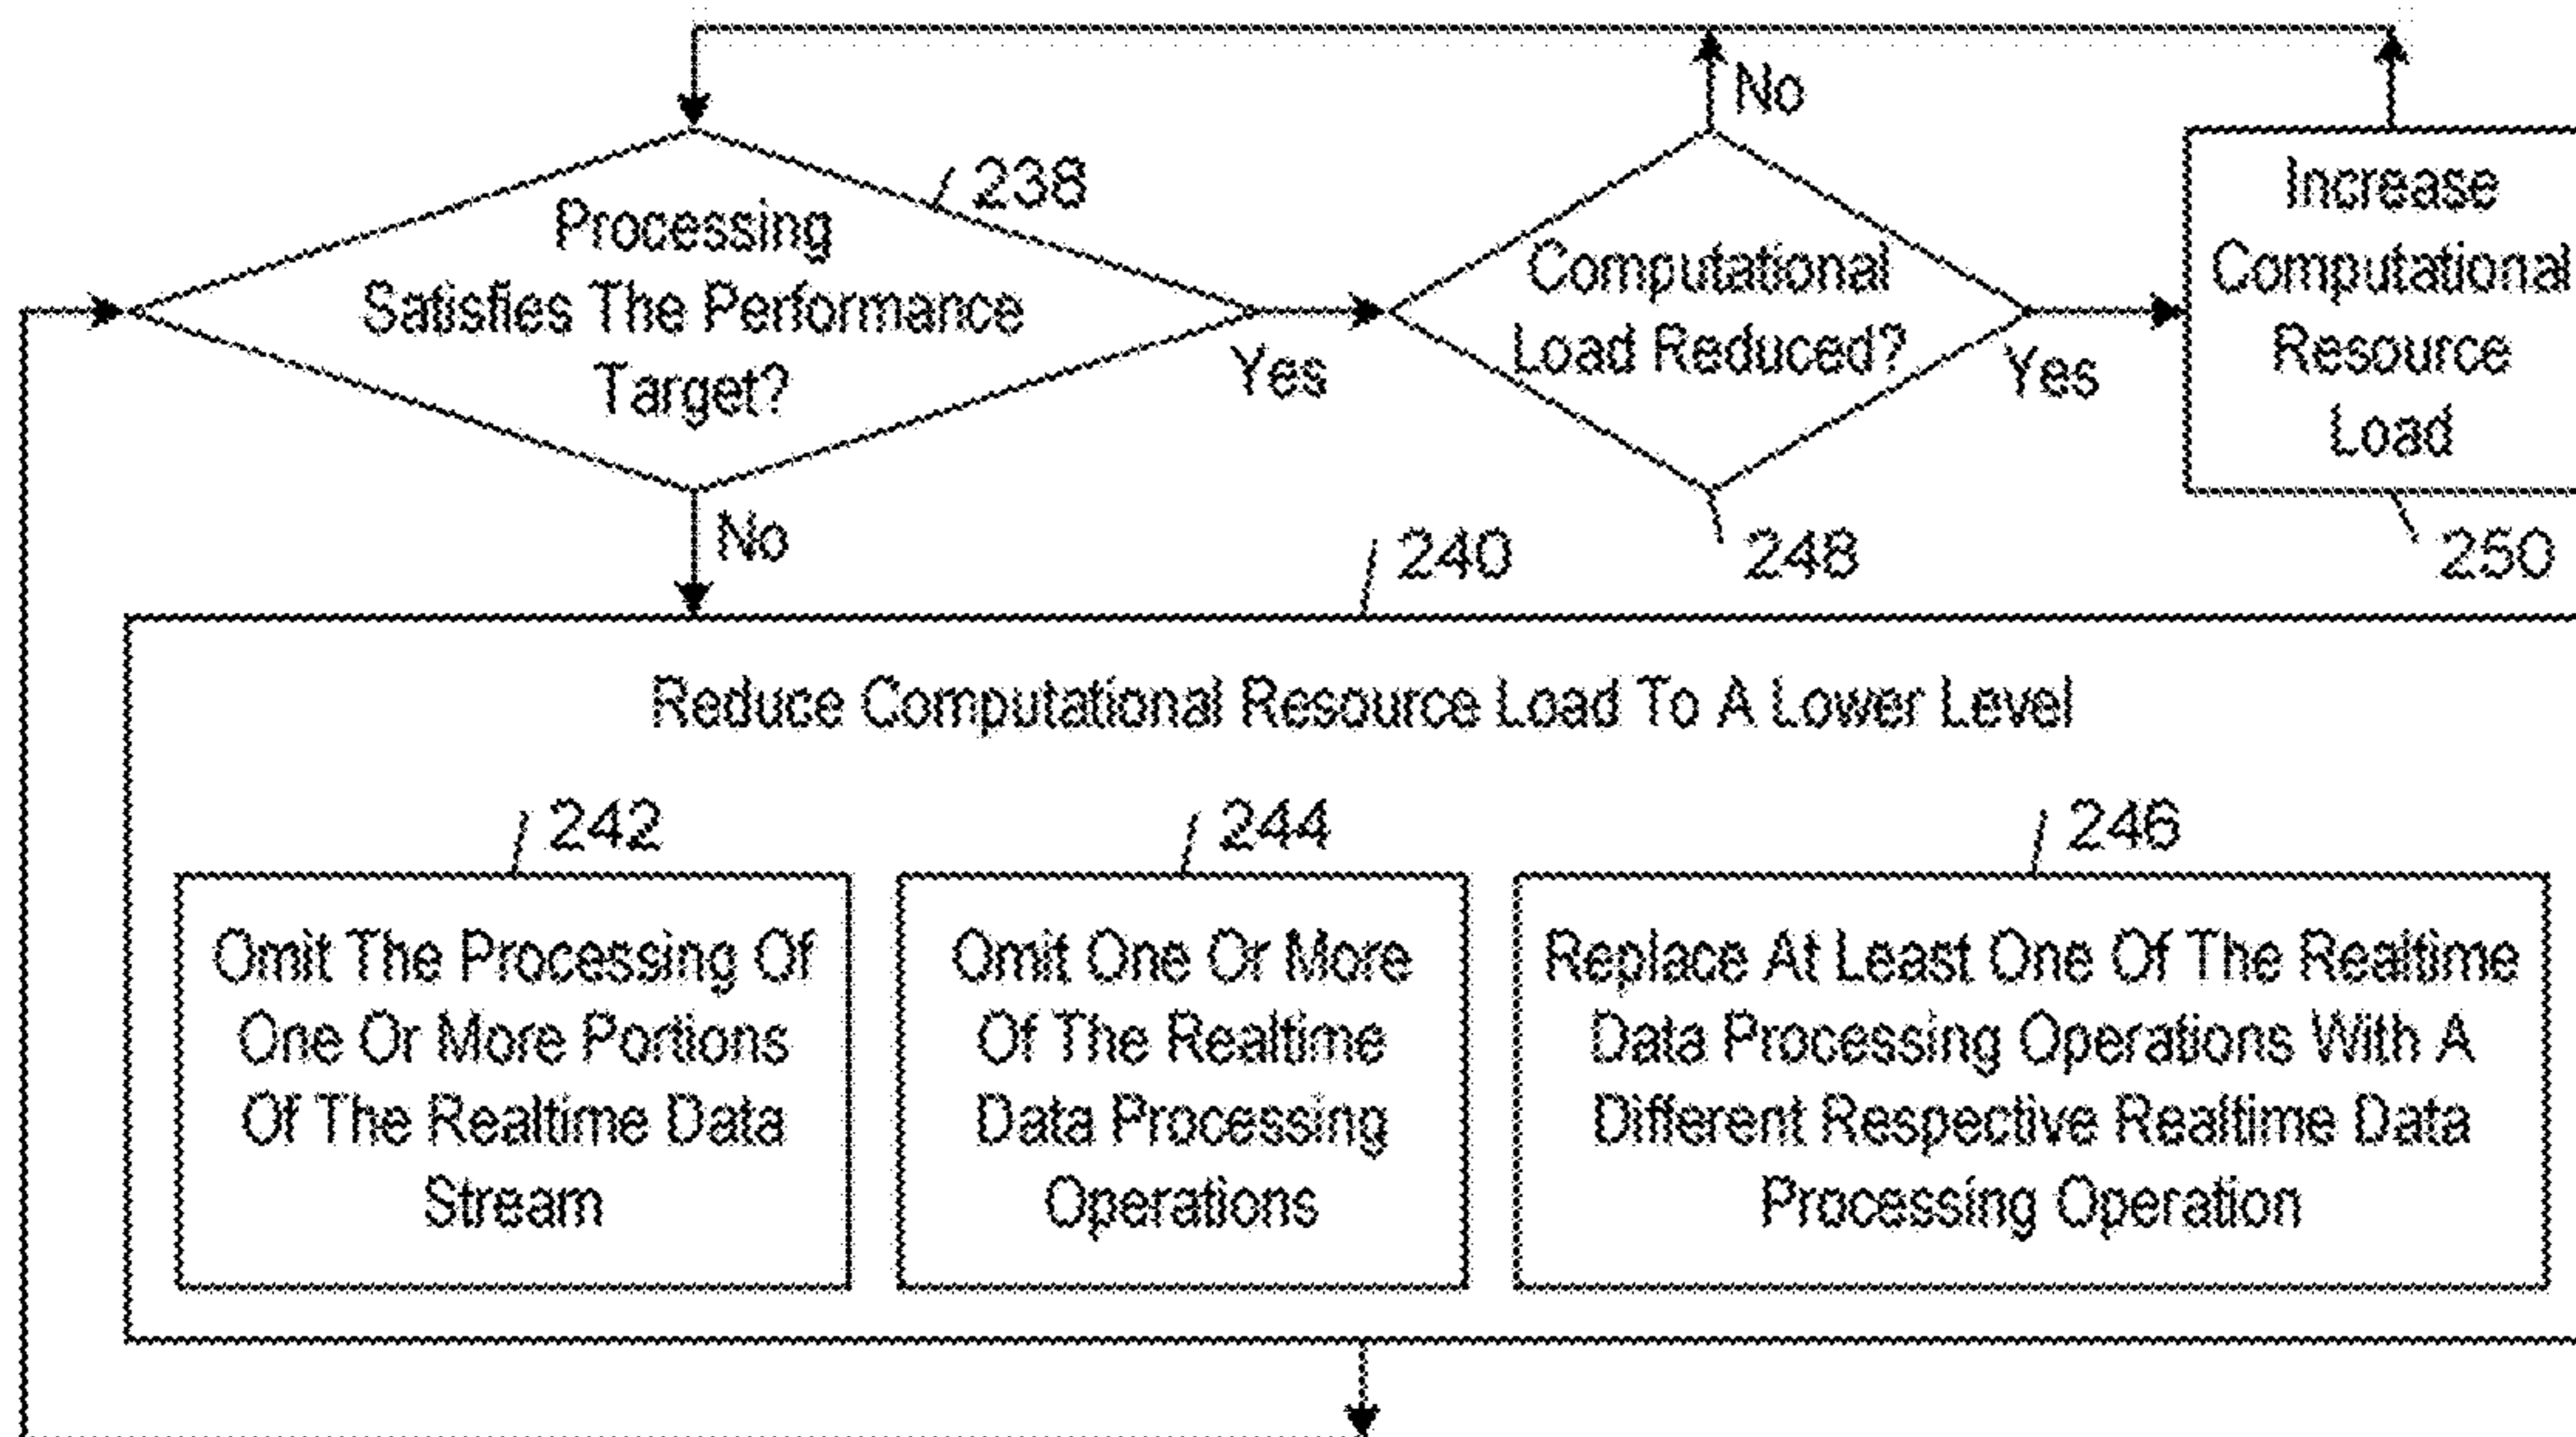 No
238
Processing
Satisfies The Performance
Target?
Yes
Computational
Load Reduced?
Yes
Increase
Computational
Resource
Load
No
240
248
250
Reduce Computational Resource Load To A Lower Level
242
244
246
Omit The Processing Of
One Or More Portions
Of The Realtime Data
Stream
Omit One Or More
Of The Realtime
Data Processing
Operations
Replace At Least One Of The Realtime
Data Processing Operations With A
Different Respective Realtime Data
Processing Operation